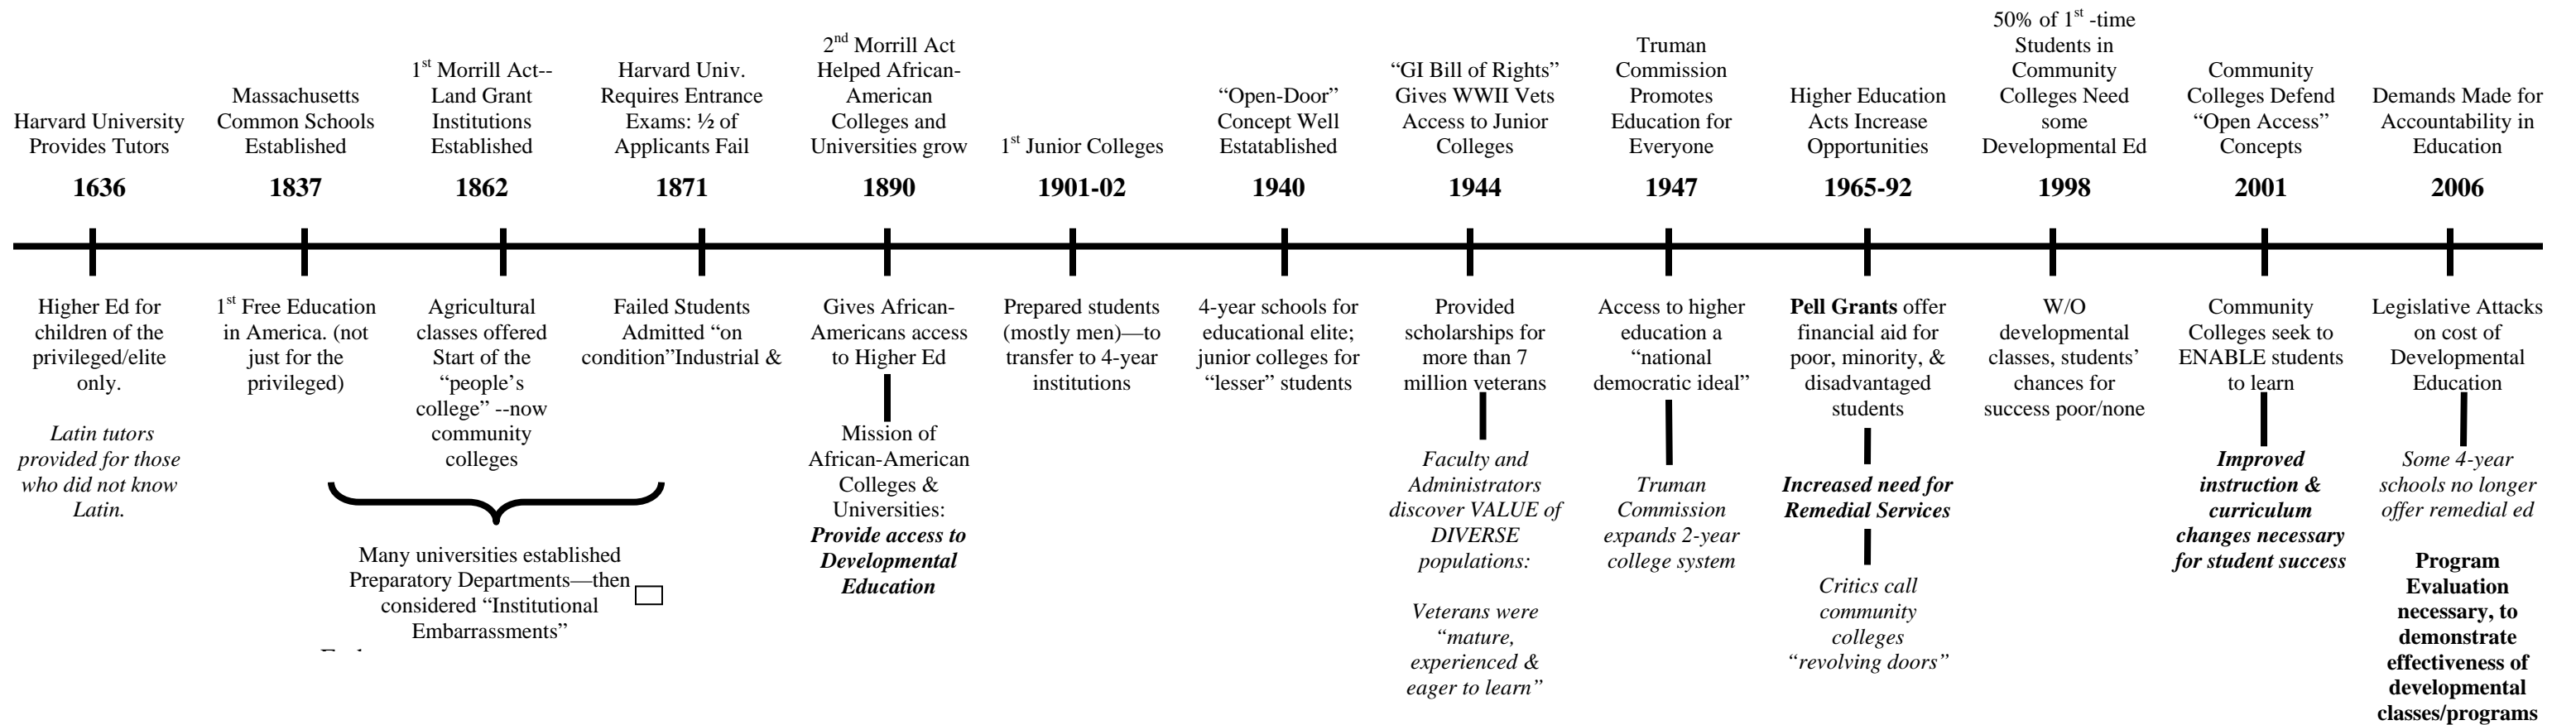 Harvard University
Provides Tutors
1636
Higher Ed for
children of the
privileged/elite
only.
Latin tutors
provided for those
who did not know
Latin.
Massachusetts
Common Schools
Established
1837
1st Free Education
in America. (not
just for the
privileged)
1st Morrill Act--
Land Grant
Institutions
Established
1862
Agricultural
classes offered
Start of the
“people’s
college” --now
community
colleges
Harvard Univ.
Requires Entrance
Exams: ½ of
Applicants Fail
1871
Failed Students
Admitted “on
condition”Industrial &
Many universities established
Preparatory Departments—then
considered “Institutional
Embarrassments”
2nd Morrill Act
Helped African-
American
Colleges and
Universities grow
1890
Gives African-
Americans access
to Higher Ed
Mission of
African-American
Colleges &
Universities:
Provide access to
Developmental
Education
1st Junior Colleges
1901-02
Prepared students
(mostly men)—to
transfer to 4-year
institutions
“Open-Door”
Concept Well
Estatablished
1940
4-year schools for
educational elite;
junior colleges for
“lesser” students
“GI Bill of Rights”
Gives WWII Vets
Access to Junior
Colleges
1944
Provided
scholarships for
more than 7
million veterans
Faculty and
Administrators
discover VALUE of
DIVERSE
populations:
Veterans were
“mature,
experienced &
eager to learn”
Truman
Commission
Promotes
Education for
Everyone
1947
Access to higher
education a
“national
democratic ideal”
Truman
Commission
expands 2-year
college system
Higher Education
Acts Increase
Opportunities
1965-92
Pell Grants offer
financial aid for
poor, minority, &
disadvantaged
students
Increased need for
Remedial Services
Critics call
community
colleges
“revolving doors”
50% of 1st -time
Students in
Community
Colleges Need
some
Developmental Ed
1998
W/O
developmental
classes, students’
chances for
success poor/none
Community
Colleges Defend
“Open Access”
Concepts
2001
Community
Colleges seek to
ENABLE students
to learn
Improved
instruction &
curriculum
changes necessary
for student success
Demands Made for
Accountability in
Education
2006
Legislative Attacks
on cost of
Developmental
Education
Some 4-year
schools no longer
offer remedial ed
Program
Evaluation
necessary, to
demonstrate
effectiveness of
developmental
classes/programs